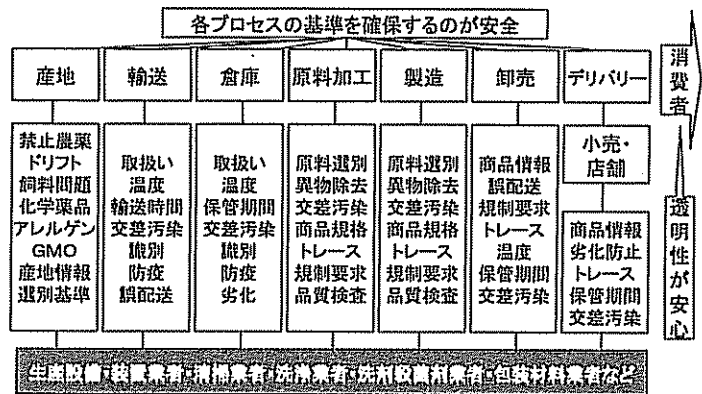 各プロセスの基準を確保するのが安全
産地
輸送
倉庫
原料加工
製造
卸売
デリバリー
消費者
禁止農薬
ドリフト
飼料問題
化学薬品
アレルゲン
GMO
産地情報
選別基準
取扱い
温度
輸送時間
交差汚染
識別
防疫
誤配送
取扱い
温度
保管期間
交差汚染
識別
防疫
劣化
原料選別
異物除去
交差汚染
商品規格
トレース
規制要求
品質検査
原料選別
異物除去
交差汚染
商品規格
トレース
規制要求
品質検査
商品情報
誤配送
規制要求
トレース
温度
保管期間
交差汚染
小売・
店舗
商品情報
劣化防止
トレース
保管期間
交差汚染
透明性が安心
生産設備・装置業者・清掃業者・洗浄業者・洗剤殺菌剤業者・包装材料業者など